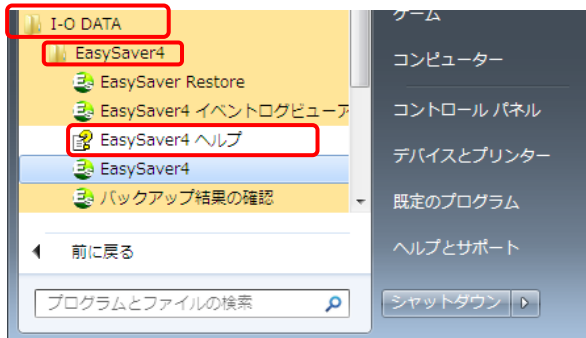 I-O DATA
EasySaver4
EasySaver Restore
EasySaver4 イベントログビューア
EasySaver4 ヘルプ
EasySaver4
バックアップ結果の確認
前に戻る
プログラムとファイルの検索
ゲーム
コンピューター
コントロール パネル
デバイスとプリンター
既定のプログラム
ヘルプとサポート
シャットダウン